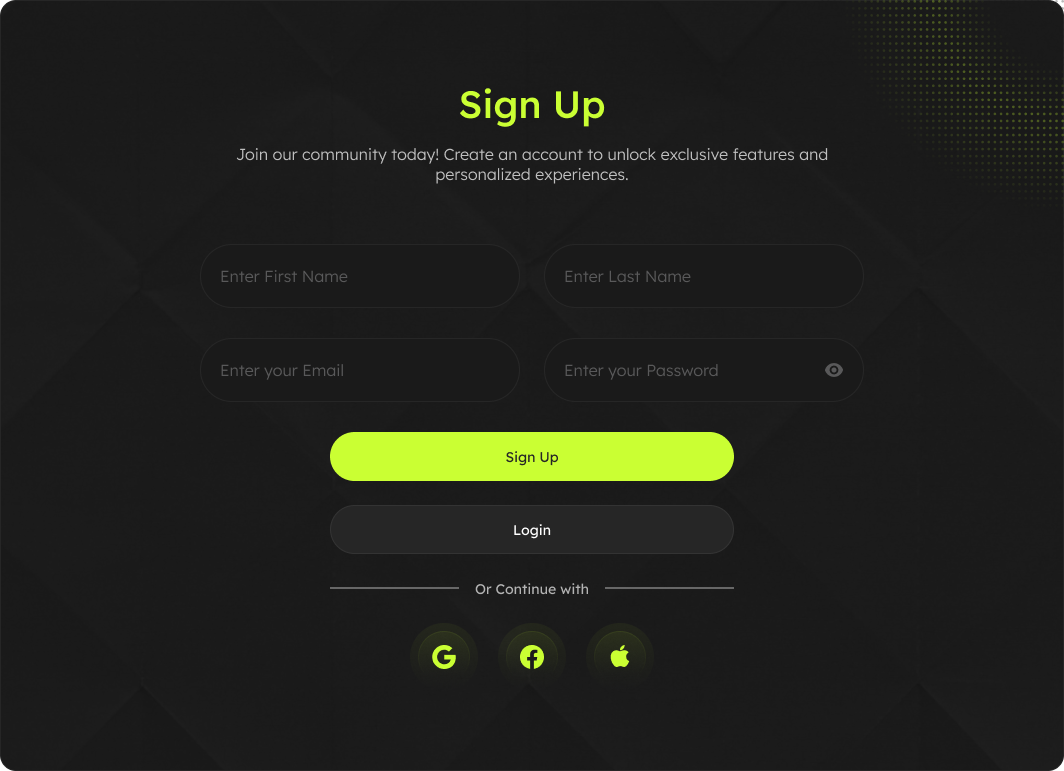 Sign Up
Join our community today! Create an account to unlock exclusive features and
personalized experiences.
Enter First Name
Enter Last Name
Enter your Email
Enter your Password
Sign Up
Login
Or Continue with